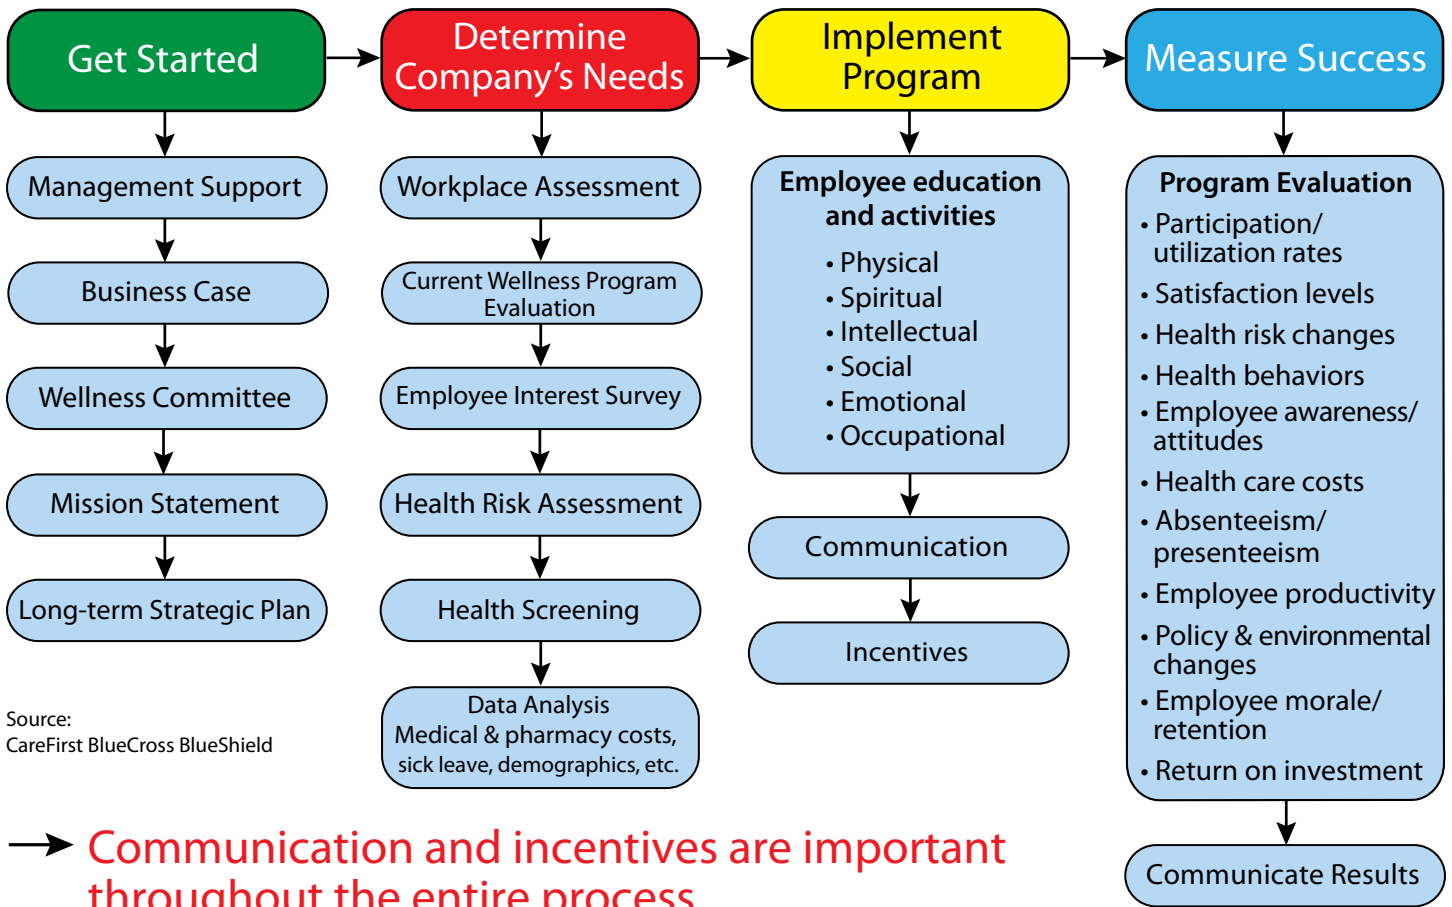 Get Started
Determine
Company's Needs
Implement
Program
Measure Success
Management Support
Business Case
Wellness Committee
Mission Statement
Long-term Strategic Plan
Source:
CareFirst BlueCross BlueShield
Workplace Assessment
Current Wellness Program
Evaluation
Employee Interest Survey
Health Risk Assessment
Health Screening
Data Analysis
Medical & pharmacy costs,
sick leave, demographics, etc.
Employee education
and activities
• Physical
• Spiritual
• Intellectual
• Social
• Emotional
• Occupational
Communication
Incentives
Program Evaluation
• Participation/
utilization rates
• Satisfaction levels
• Health risk changes
• Health behaviors
• Employee awareness/
attitudes
• Health care costs
• Absenteeism/
presenteeism
• Employee productivity
• Policy & environmental
changes
• Employee morale/
retention
• Return on investment
Communicate Results
Communication and incentives are important
throughout the entire process